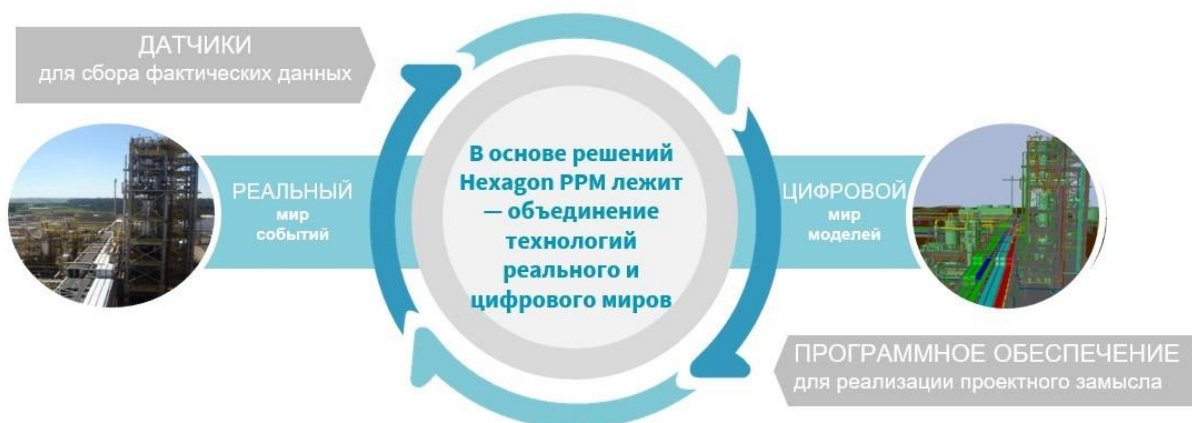 ДАТЧИКИ
для сбора фактических данных
РЕАЛЬНЫЙ
мир
событий
В основе решений
Hexagon PPM лежит
— объединение
технологий
реального и
цифрового миров
ЦИФРОВОЙ
мир
моделей
ПРОГРАММНОЕ ОБЕСПЕЧЕНИЕ
для реализации проектного замысла